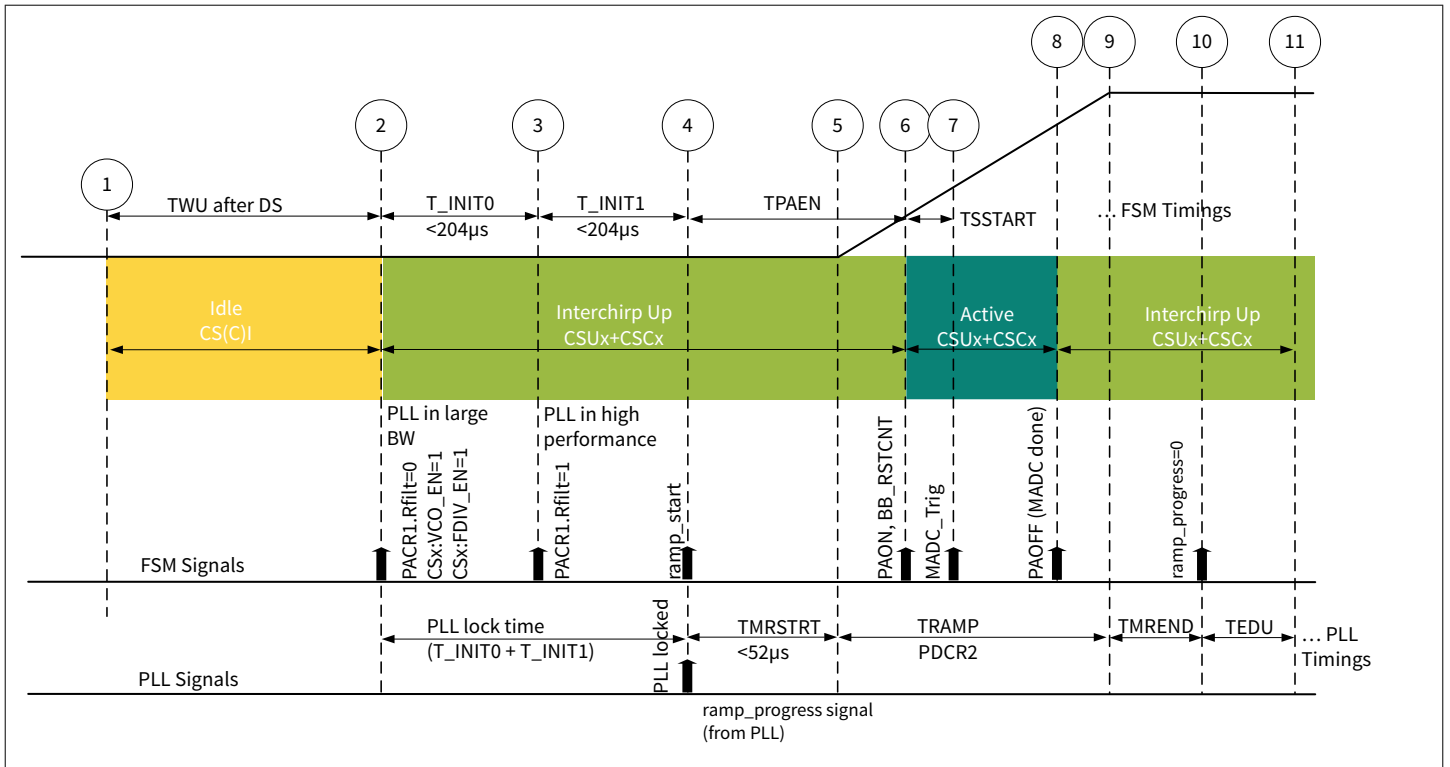 8
9
10
11
2
3
4
5
6
7
1
TWU after DS
T_INIT0
<204µs
T_INIT1
<204µs
TPAEN
TSSTART
... FSM Timings
Idle
CS(C)I
Interchirp Up
CSUx+CSCx
Active
CSUx+CSCx
Interchirp Up
CSUx+CSCx
PLL in large
BW
PLL in high
performance
PACR1.Rfilt=0
CSx:VCO_EN=1
CSx:FDIV_EN=1
PACR1.Rfilt=1
ramp_start
PAON, BB_RSTCNT
MADC_Trig
PAOFF (MADC done)
ramp_progress=0
FSM Signals
PLL lock time
(T_INIT0 + T_INIT1)
PLL locked
TMRSTRT
<52µs
TRAMP
PDCR2
TMREND
TEDU
... PLL
Timings
PLL Signals
ramp_progress signal
(from PLL)